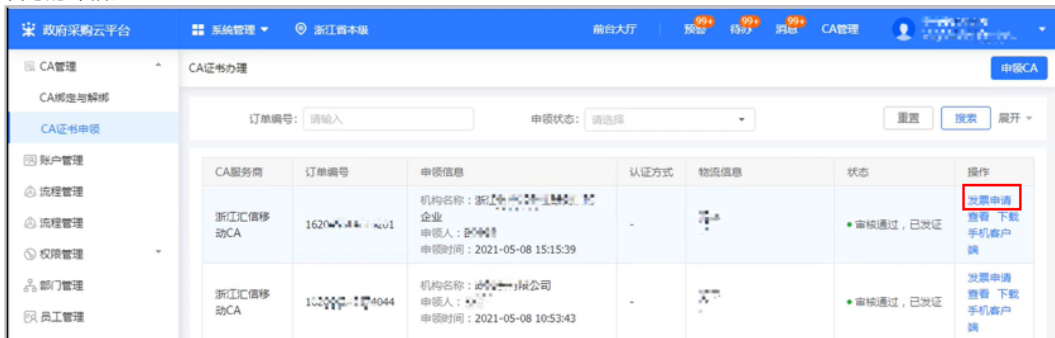 政府采购云平台 系统管理 浙江省本级 前台大厅 预警 99+ 待办 99+ 消息 99+ CA管理
CA管理
CA绑定与解绑
CA证书申领
账户管理
流程管理
流程管理
权限管理
部门管理
员工管理
CA证书办理 申领CA
订单编号: 请输入 申领状态: 请选择 重置 搜索 展开
CA服务商 订单编号 申领信息 认证方式 物流信息 状态 操作
浙江汇信移动CA
机构名称：浙江
企业
申领人：
申领时间：2021-05-08 15:15:39
-
审核通过，已发证
发票申请
查看 下载
手机客户
端
浙江汇信移动CA
4044
机构名称：
限公司
申领人：
申领时间：2021-05-08 10:53:43
-
审核通过，已发证
发票申请
查看 下载
手机客户
端